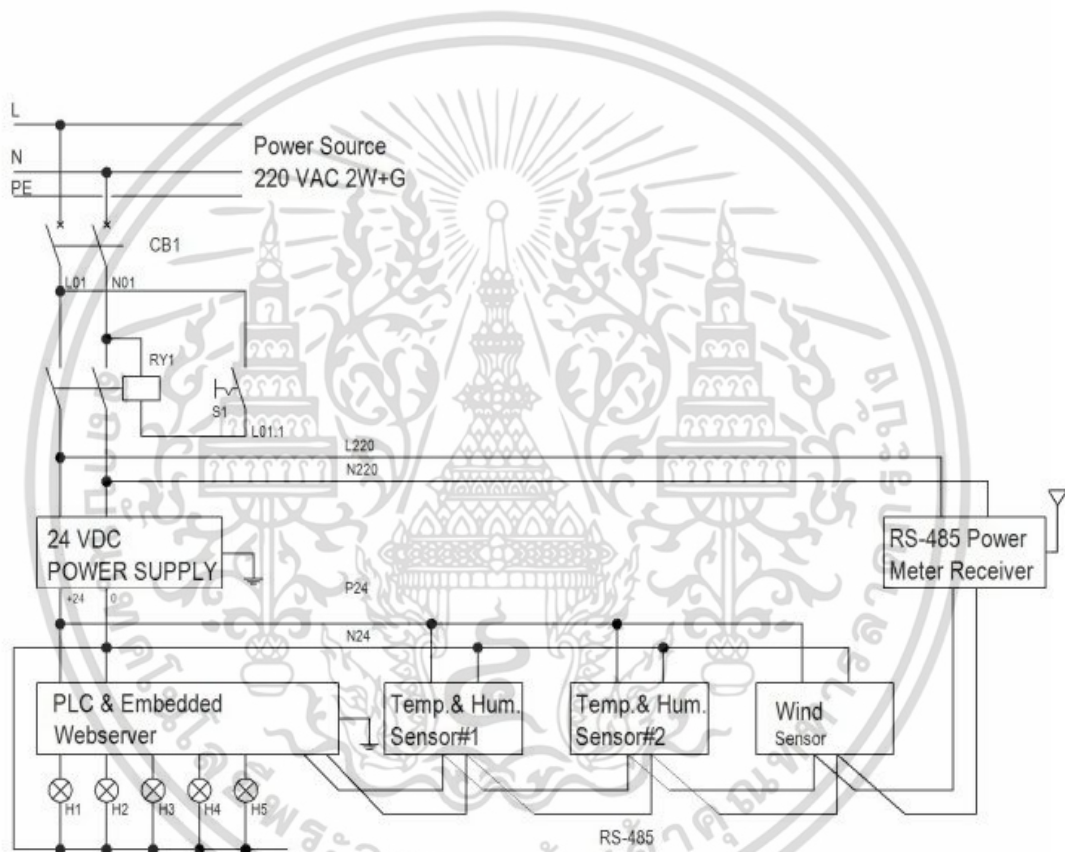 L
N
PE
Power Source
220 VAC 2W+G
CB1
L01
N01
RY1
S1
L01.1
L220
N220
24 VDC
POWER SUPPLY
RS-485 Power
Meter Receiver
+24
0
P24
N24
PLC & Embedded
Webserver
Temp.& Hum.
Sensor#1
Temp.& Hum.
Sensor#2
Wind
Sensor
H1
H2
H3
H4
H5
RS-485